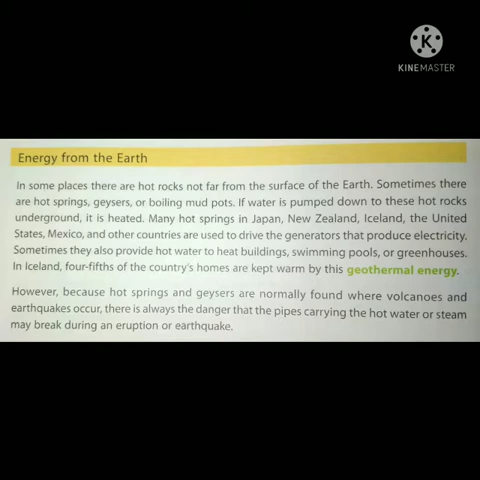 K
KINEMASTER
Energy from the Earth
In some places there are hot rocks not far from the surface of the Earth. Sometimes there
are hot springs, geysers, or boiling mud pots. If water is pumped down to these hot rocks
underground, it is heated. Many hot springs in Japan, New Zealand, Iceland, the United
States, Mexico, and other countries are used to drive the generators that produce electricity.
Sometimes they also provide hot water to heat buildings, swimming pools, or greenhouses.
In Iceland, four-fifths of the country's homes are kept warm by this geothermal energy.
However, because hot springs and geysers are normally found where volcanoes and
earthquakes occur, there is always the danger that the pipes carrying the hot water or steam
may break during an eruption or earthquake.